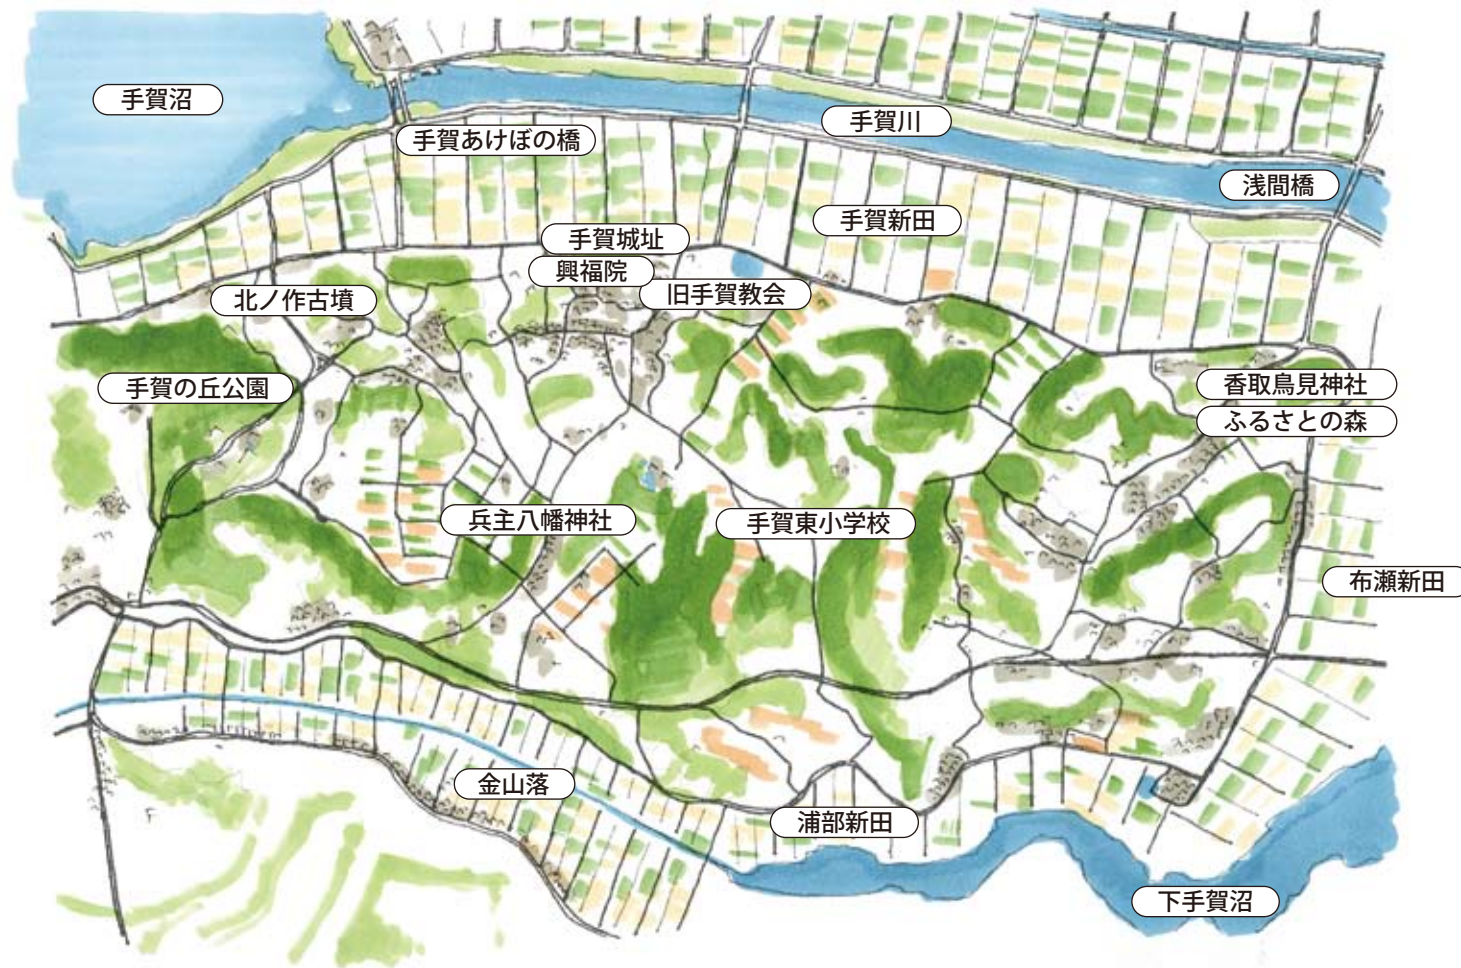 手賀沼
手賀川
手賀あけぼの橋
浅間橋
手賀新田
手賀城址
興福院
旧手賀教会
北ノ作古墳
手賀の丘公園
香取鳥見神社
ふるさとの森
兵主八幡神社
手賀東小学校
布瀬新田
金山落
浦部新田
下手賀沼